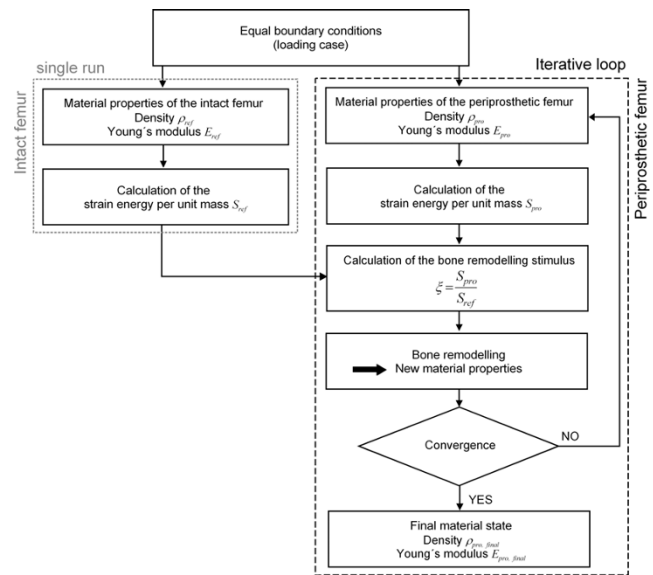 Equal boundary conditions
(loading case)
single run
Iterative loop
Intact femur
Material properties of the intact femur
Density ρref
Young´s modulus Eref
Calculation of the
strain energy per unit mass Sref
Periprosthetic femur
Material properties of the periprosthetic femur
Density ρpro
Young´s modulus Epro
Calculation of the
strain energy per unit mass Spro
Calculation of the bone remodelling stimulus
ξ = Spro / Sref
Bone remodelling
New material properties
Convergence
NO
YES
Final material state
Density ρpro, final
Young´s modulus Epro, final